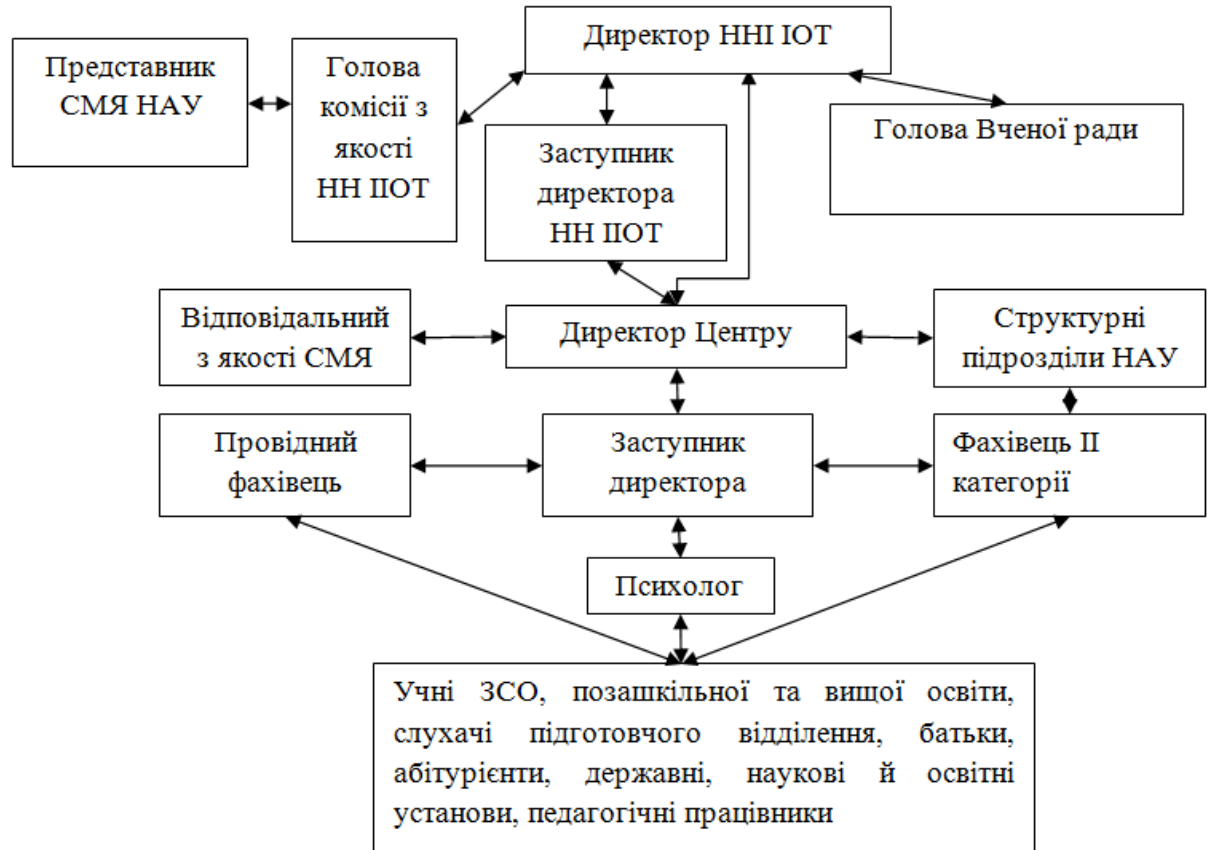 Директор ННІ ІОТ
Представник
СМЯ НАУ
Голова
комісії з
якості
НН ІІОТ
Голова Вченої ради
Заступник
директора
НН ІІОТ
Відповідальний
з якості СМЯ
Директор Центру
Структурні
підрозділи НАУ
Провідний
фахівець
Заступник
директора
Фахівець ІІ
категорії
Психолог
Учні ЗСО, позашкільної та вищої освіти,
слухачі підготовчого відділення, батьки,
абітурієнти, державні, наукові й освітні
установи, педагогічні працівники